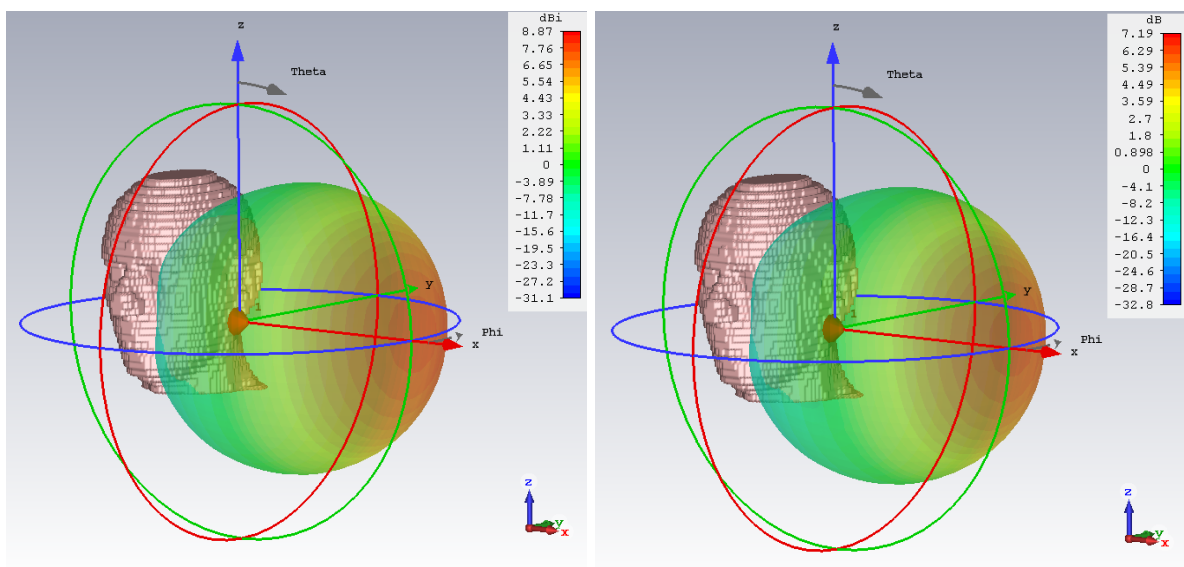 dBi
8.87
7.76
6.65
5.54
4.43
3.33
2.22
1.11
0
-3.89
-7.78
-11.7
-15.6
-19.5
-23.3
-27.2
-31.1
z
Theta
y
1
Phi
x
z
y
x
dB
7.19
6.29
5.39
4.49
3.59
2.7
1.8
0.898
0
-4.1
-8.2
-12.3
-16.4
-20.5
-24.6
-28.7
-32.8
z
Theta
y
1
Phi
x
z
y
x